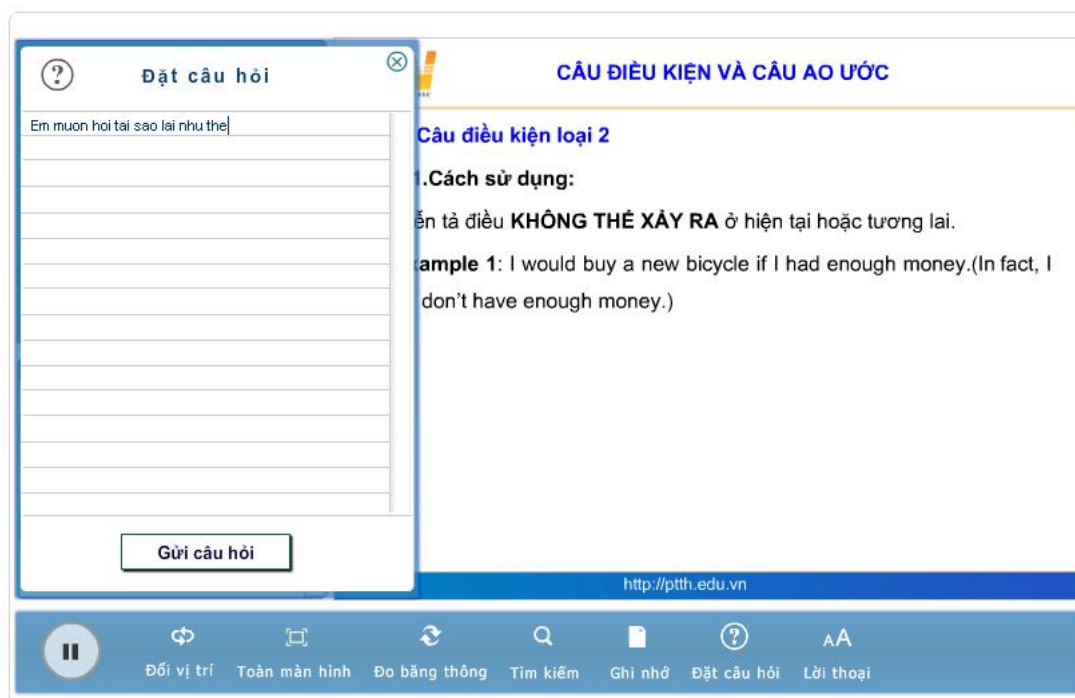 Đặt câu hỏi
Em muon hoi tai sao lai nhu the
Gửi câu hỏi
CÂU ĐIỀU KIỆN VÀ CÂU AO ƯỚC
Câu điều kiện loại 2
1.Cách sử dụng:
ễn tả điều KHÔNG THỂ XẢY RA ở hiện tại hoặc tương lai.
ample 1: I would buy a new bicycle if I had enough money.(In fact, I
don't have enough money.)
http://ptth.edu.vn
Đổi vị trí Toàn màn hình Đo băng thông Tìm kiếm Ghi nhớ Đặt câu hỏi Lời thoại